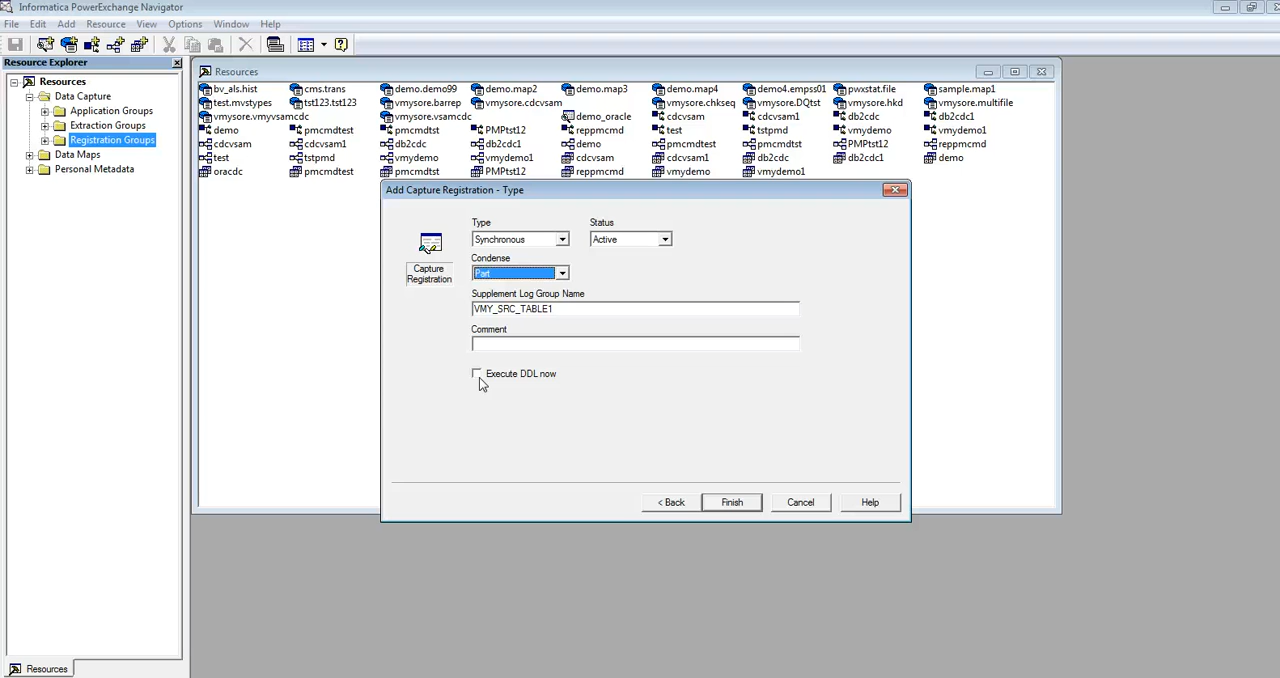 Informatica PowerExchange Navigator
File Edit Add Resource View Options Window Help
Resource Explorer
Resources
Data Capture
Application Groups
Extraction Groups
Registration Groups
Data Maps
Personal Metadata
Resources
Resources
bv_als.hist cms.trans demo.demo99 demo.map2 demo.map3 demo.map4 demo4.empss01 pwxstat.file sample.map1
test.mvstypes tst123.tst123 vmysore.barrep vmysore.cdcvsam vmysore.chkseq vmysore.DQtst vmysore.hkd vmysore.multifile
vmysore.vmyvsamcdc vmysore.vsamcdc demo_oracle cdcvsam cdcvsam1 db2cdc db2cdc1
demo pmcmdtest pmcmdtst PMPtst12 reppmcmd test tstpmd vmydemo vmydemo1
cdcvsam cdcvsam1 db2cdc db2cdc1 demo pmcmdtest pmcmdtst PMPtst12 reppmcmd
test tstpmd vmydemo vmydemo1 cdcvsam cdcvsam1 db2cdc db2cdc1 demo
oracdc pmcmdtest pmcmdtst PMPtst12 reppmcmd vmydemo vmydemo1
Add Capture Registration - Type
Capture
Registration
Type Status
Synchronous Active
Condense
Part
Supplement Log Group Name
VMY_SRC_TABLE1
Comment
Execute DDL now
< Back Finish Cancel Help